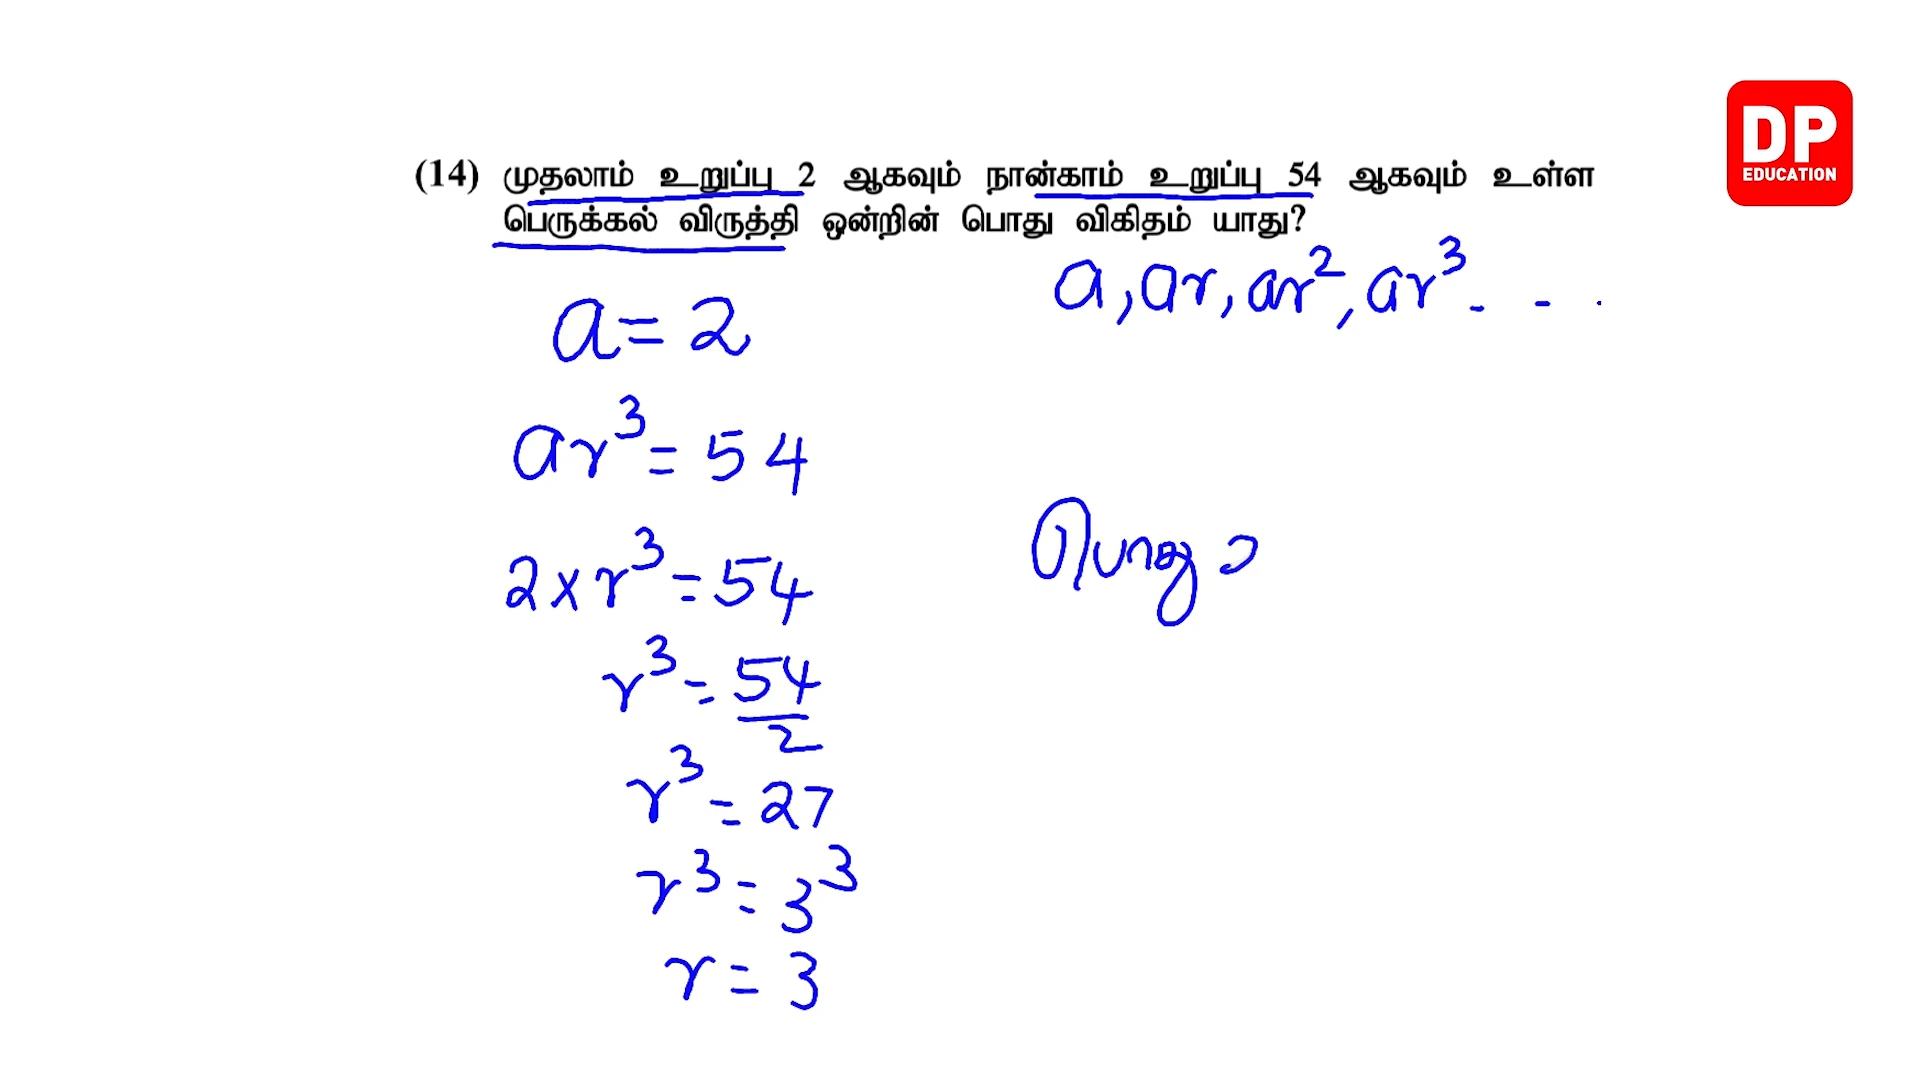 DP
EDUCATION
(14) முதலாம் உறுப்பு 2 ஆகவும் நான்காம் உறுப்பு 54 ஆகவும் உள்ள
பெருக்கல் விருத்தி ஒன்றின் பொது விகிதம் யாது?
a, ar, ar², ar³ - - .
a = 2
ar³ = 54
2 × r³ = 54
பொது
r³ = 54/2
r³ = 27
r³ = 3³
r = 3